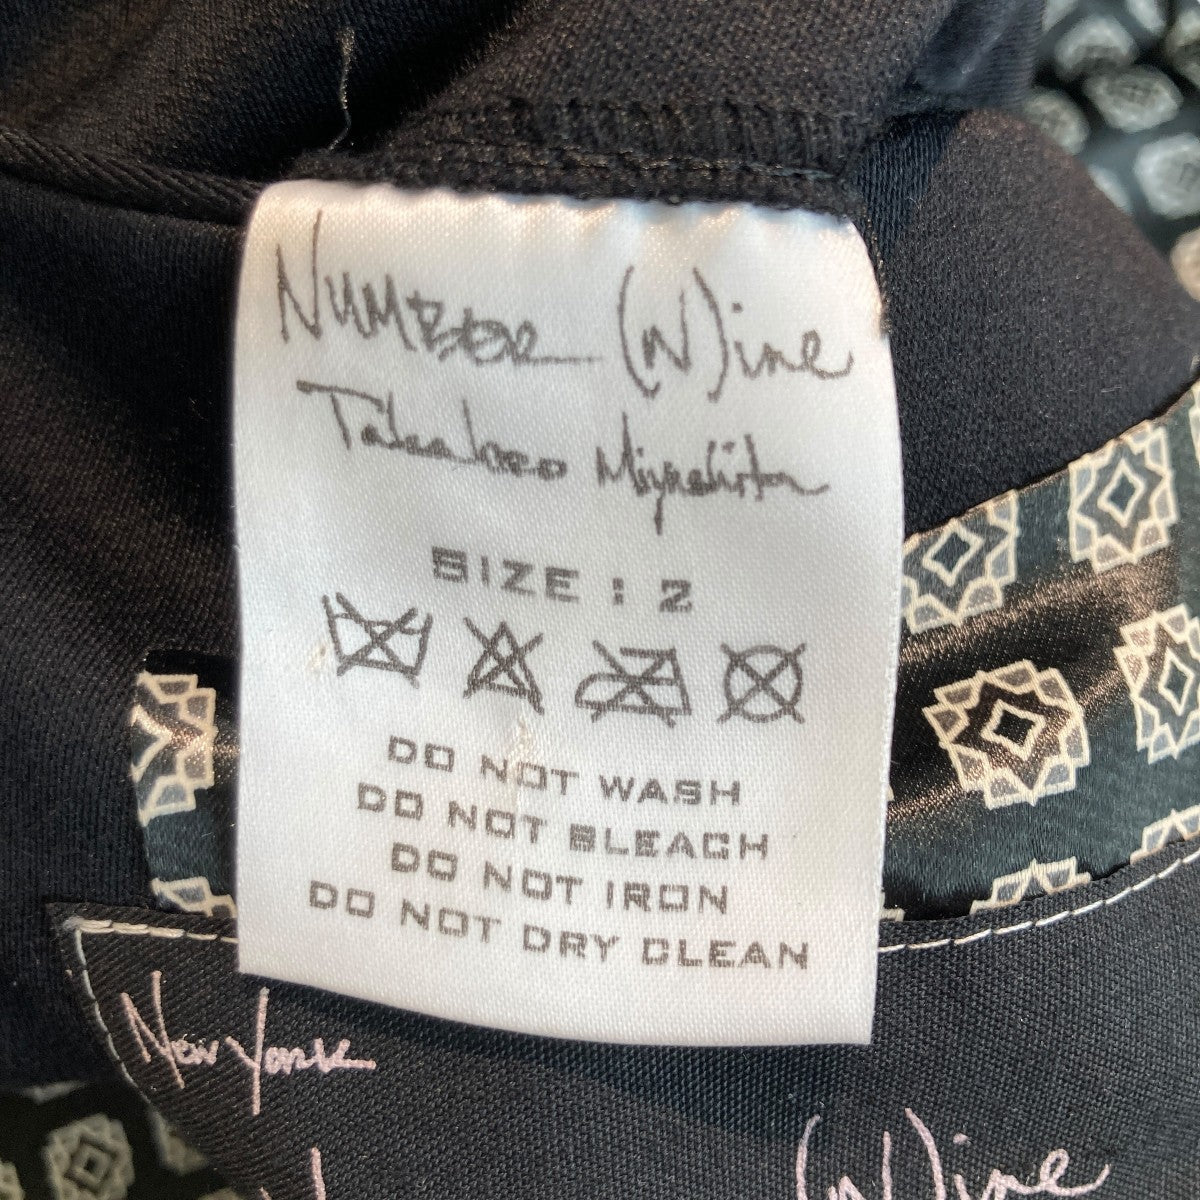 NUMBER (N)ine
Takahiro Miyashita
SIZE : 2
DO NOT WASH
DO NOT BLEACH
DO NOT IRON
DO NOT DRY CLEAN
New York
(N)ine